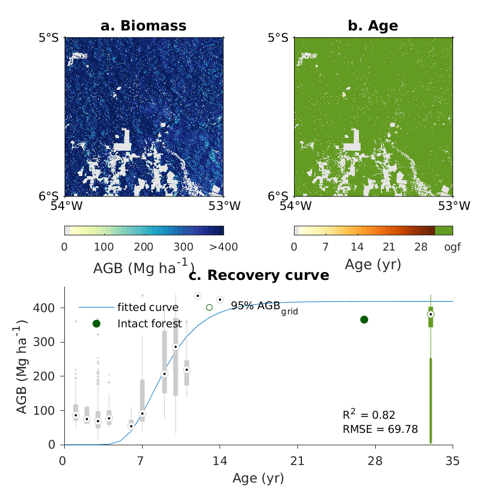 a. Biomass
b. Age
5°S
5°S
6°S
6°S
54°W
53°W
54°W
53°W
0 100 200 300 >400
0 7 14 21 28 ogf
AGB (Mg ha-1)
Age (yr)
c. Recovery curve
fitted curve
95% AGBgrid
Intact forest
400
300
200
100
0
AGB (Mg ha-1)
R2 = 0.82
RMSE = 69.78
0 7 14 21 28 35
Age (yr)